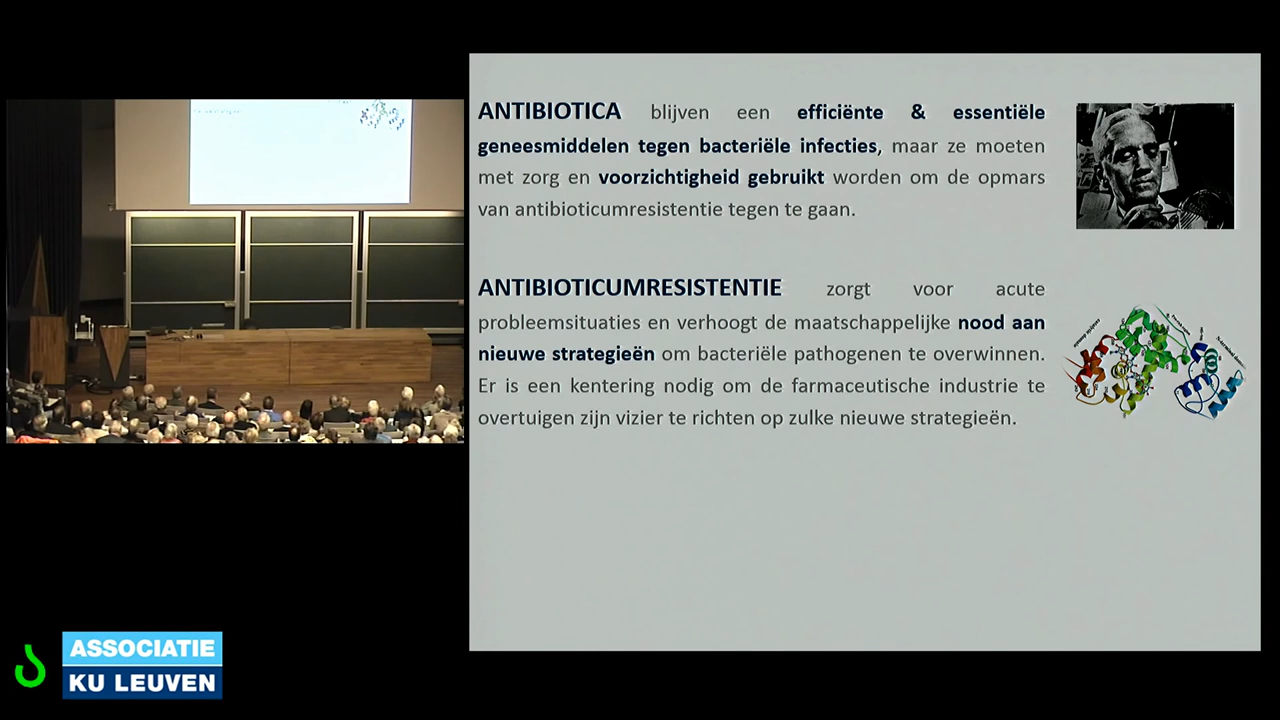 ANTIBIOTICA blijven een efficiënte & essentiële
geneesmiddelen tegen bacteriële infecties, maar ze moeten
met zorg en voorzichtigheid gebruikt worden om de opmars
van antibioticumresistentie tegen te gaan.
ANTIBIOTICUMRESISTENTIE zorgt voor acute
probleemsituaties en verhoogt de maatschappelijke nood aan
nieuwe strategieën om bacteriële pathogenen te overwinnen.
Er is een kentering nodig om de farmaceutische industrie te
overtuigen zijn vizier te richten op zulke nieuwe strategieën.
ASSOCIATIE
KU LEUVEN